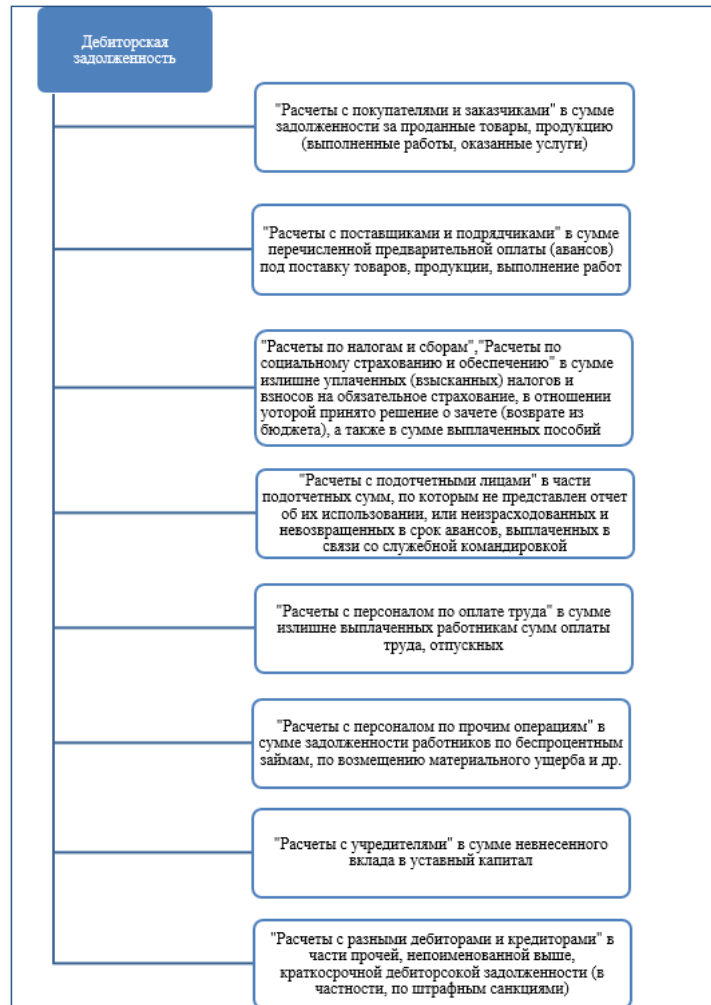 Дебиторская
задолженность
"Расчеты с покупателями и заказчиками" в сумме
задолженности за проданные товары, продукцию
(выполненные работы, оказанные услуги)
"Расчеты с поставщиками и подрядчиками" в сумме
перечисленной предварительной оплаты (авансов)
под поставку товаров, продукции, выполнение работ
"Расчеты по налогам и сборам","Расчеты по
социальному страхованию и обеспечению" в сумме
излишне уплаченных (взысканных) налогов и
взносов на обязательное страхование, в отношении
уоторой принято решение о зачете (возврате из
бюджета), а также в сумме выплаченных пособий
"Расчеты с подотчетными лицами" в части
подотчетных сумм, по которым не представлен отчет
об их использовании, или неизрасходованных и
невозвращенных в срок авансов, выплаченных в
связи со служебной командировкой
"Расчеты с персоналом по оплате труда" в сумме
излишне выплаченных работникам сумм оплаты
труда, отпускных
"Расчеты с персоналом по прочим операциям" в
сумме задолженности работников по беспроцентным
займам, по возмещению материального ущерба и др.
"Расчеты с учредителями" в сумме невнесенного
вклада в уставный капитал
"Расчеты с разными дебиторами и кредиторами" в
части прочей, непоименованной выше,
краткосрочной дебиторсокой задолженности (в
частности, по штрафным санкциями)